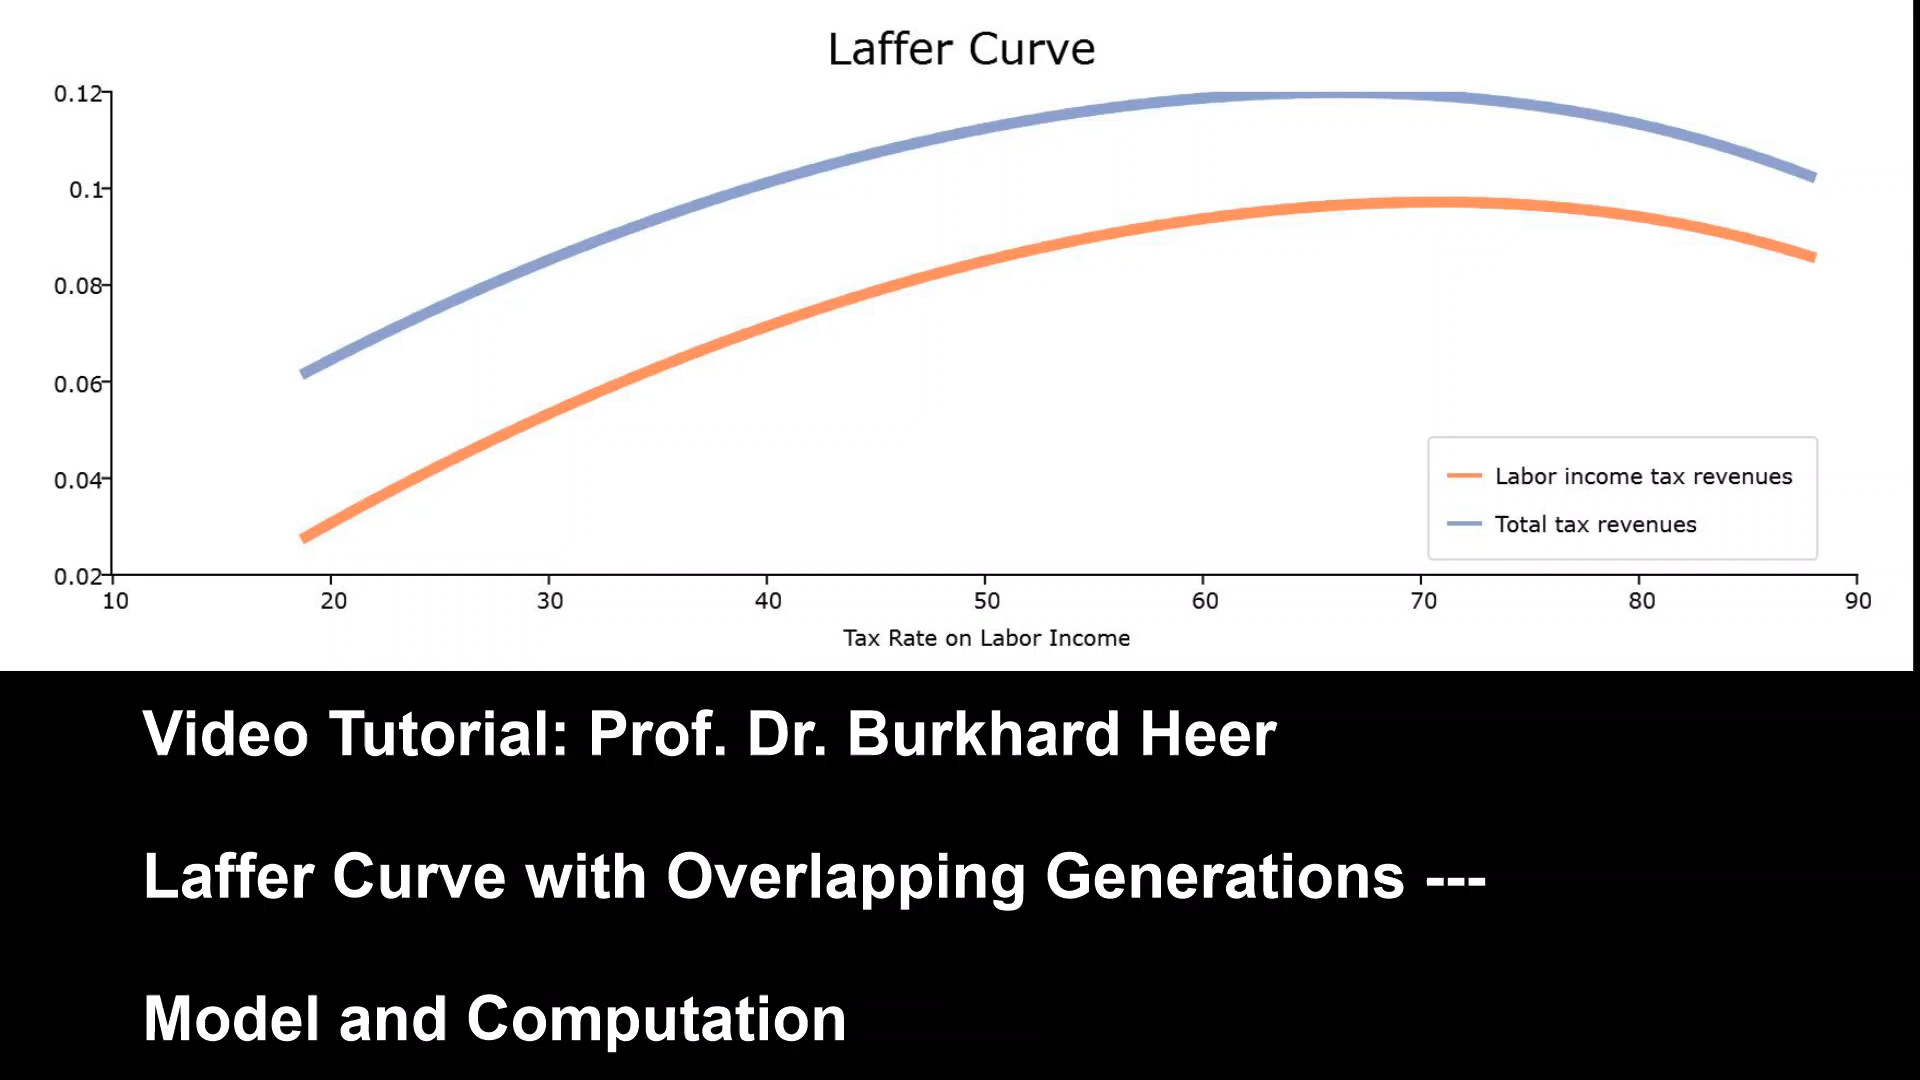 Laffer Curve
0.12
0.1
0.08
0.06
0.04
0.02
10 20 30 40 50 60 70 80 90
Tax Rate on Labor Income
Labor income tax revenues
Total tax revenues
Video Tutorial: Prof. Dr. Burkhard Heer
Laffer Curve with Overlapping Generations ---
Model and Computation